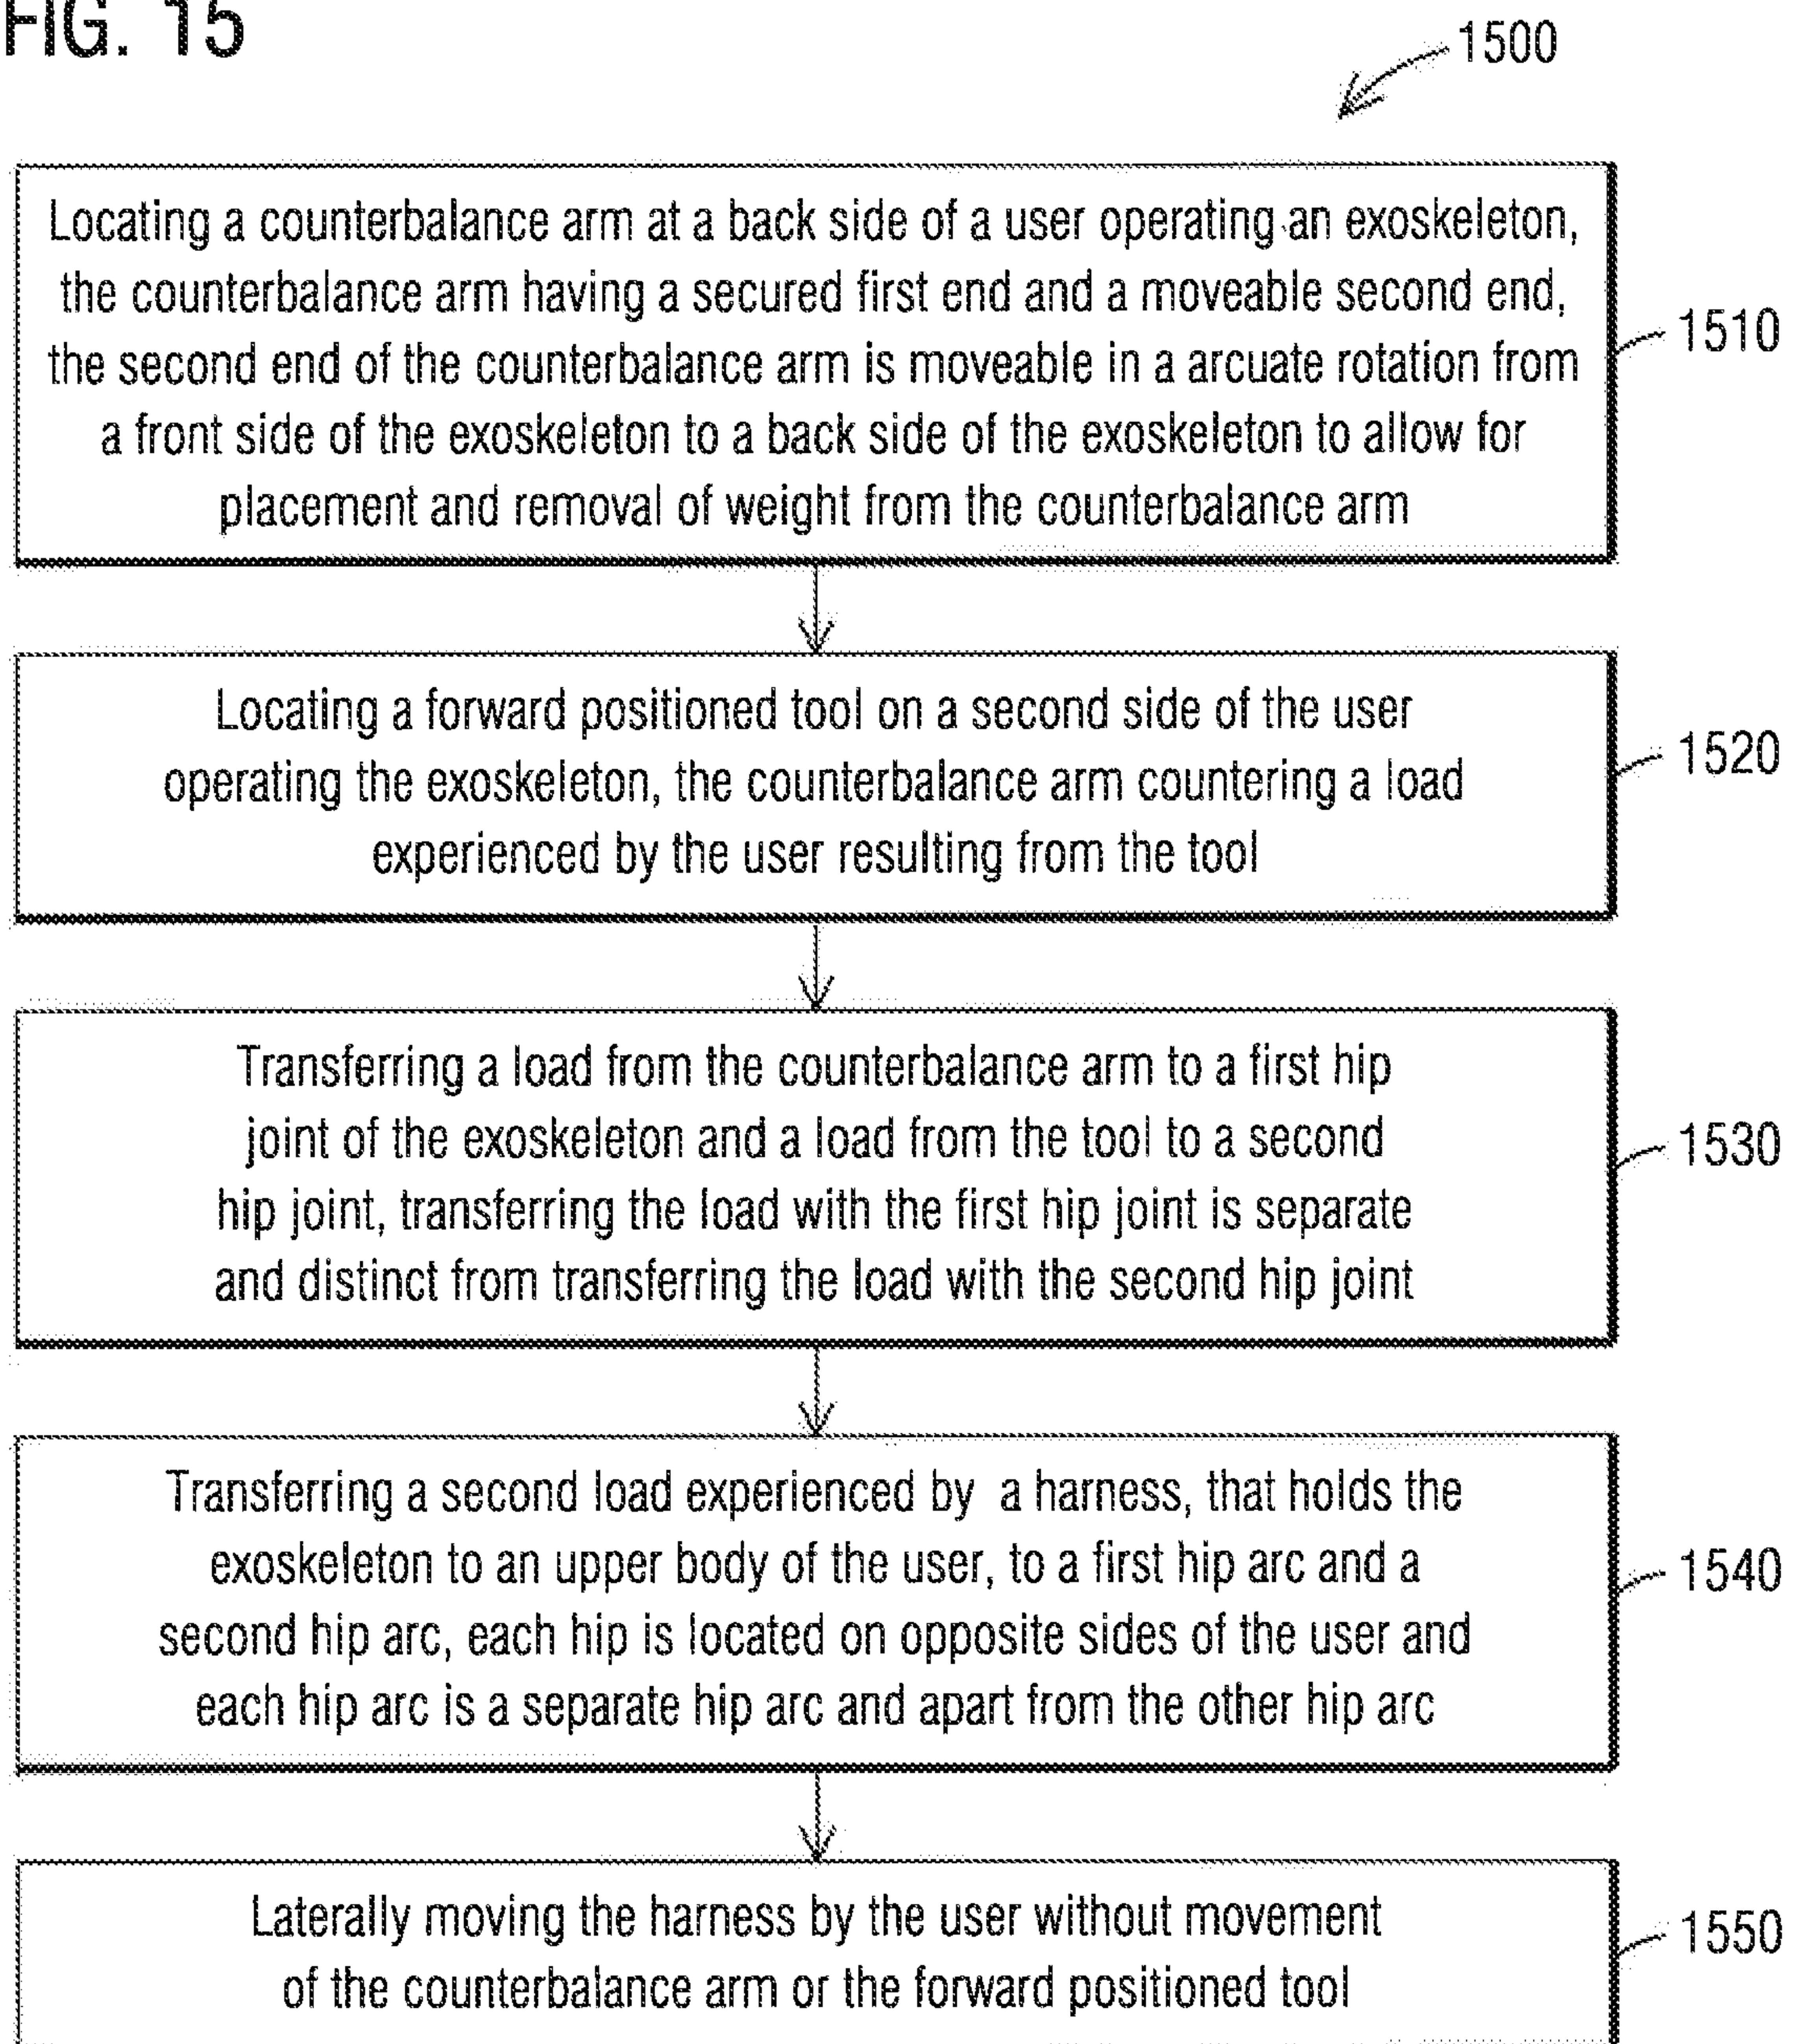 FIG. 15
1500
Locating a counterbalance arm at a back side of a user operating an exoskeleton,
the counterbalance arm having a secured first end and a moveable second end,
the second end of the counterbalance arm is moveable in a arcuate rotation from
a front side of the exoskeleton to a back side of the exoskeleton to allow for
placement and removal of weight from the counterbalance arm
1510
Locating a forward positioned tool on a second side of the user
operating the exoskeleton, the counterbalance arm countering a load
experienced by the user resulting from the tool
1520
Transferring a load from the counterbalance arm to a first hip
joint of the exoskeleton and a load from the tool to a second
hip joint, transferring the load with the first hip joint is separate
and distinct from transferring the load with the second hip joint
1530
Transferring a second load experienced by a harness, that holds the
exoskeleton to an upper body of the user, to a first hip arc and a
second hip arc, each hip is located on opposite sides of the user and
each hip arc is a separate hip arc and apart from the other hip arc
1540
Laterally moving the harness by the user without movement
of the counterbalance arm or the forward positioned tool
1550